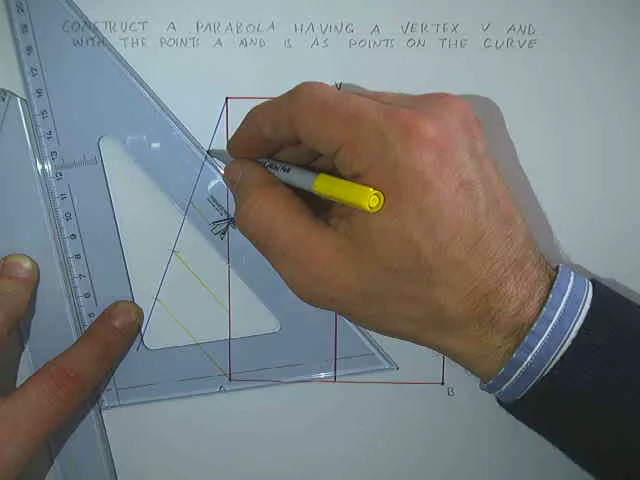 CONSTRUCT A PARABOLA HAVING A VERTEX V AND
WITH THE POINTS A AND B AS POINTS ON THE CURVE
V
A
B